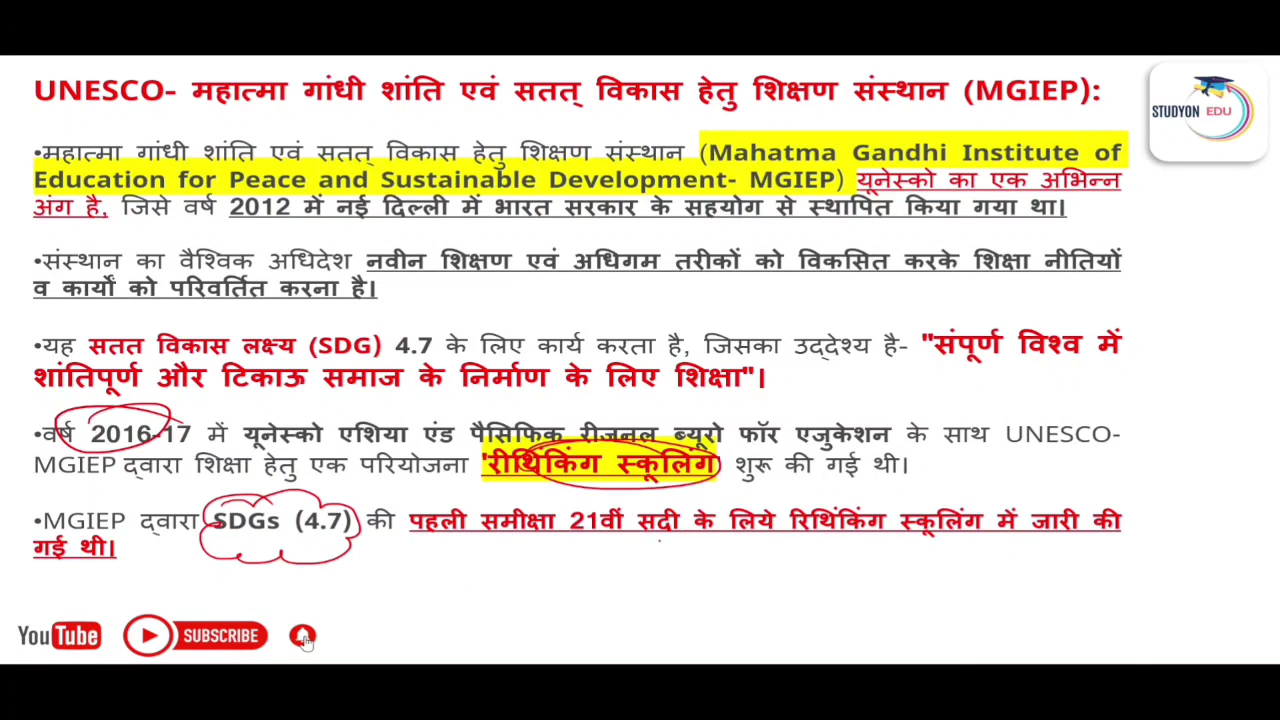 UNESCO- महात्मा गांधी शांति एवं सतत् विकास हेतु शिक्षण संस्थान (MGIEP):
STUDYON EDU
•महात्मा गांधी शांति एवं सतत् विकास हेतु शिक्षण संस्थान (Mahatma Gandhi Institute of
Education for Peace and Sustainable Development- MGIEP) यूनेस्को का एक अभिन्न
अंग है, जिसे वर्ष 2012 में नई दिल्ली में भारत सरकार के सहयोग से स्थापित किया गया था।
•संस्थान का वैश्विक अधिदेश नवीन शिक्षण एवं अधिगम तरीकों को विकसित करके शिक्षा नीतियों
व कार्यों को परिवर्तित करना है।
•यह सतत विकास लक्ष्य (SDG) 4.7 के लिए कार्य करता है, जिसका उद्देश्य है- "संपूर्ण विश्व में
शांतिपूर्ण और टिकाऊ समाज के निर्माण के लिए शिक्षा"।
•वर्ष 2016-17 में यूनेस्को एशिया एंड पैसिफिक रीजनल ब्यूरो फॉर एजुकेशन के साथ UNESCO-
MGIEP द्वारा शिक्षा हेतु एक परियोजना 'रीथिंकिंग स्कूलिंग' शुरू की गई थी।
•MGIEP द्वारा SDGs (4.7) की पहली समीक्षा 21वीं सदी के लिये रिथिंकिंग स्कूलिंग में जारी की
गई थी।
YouTube SUBSCRIBE